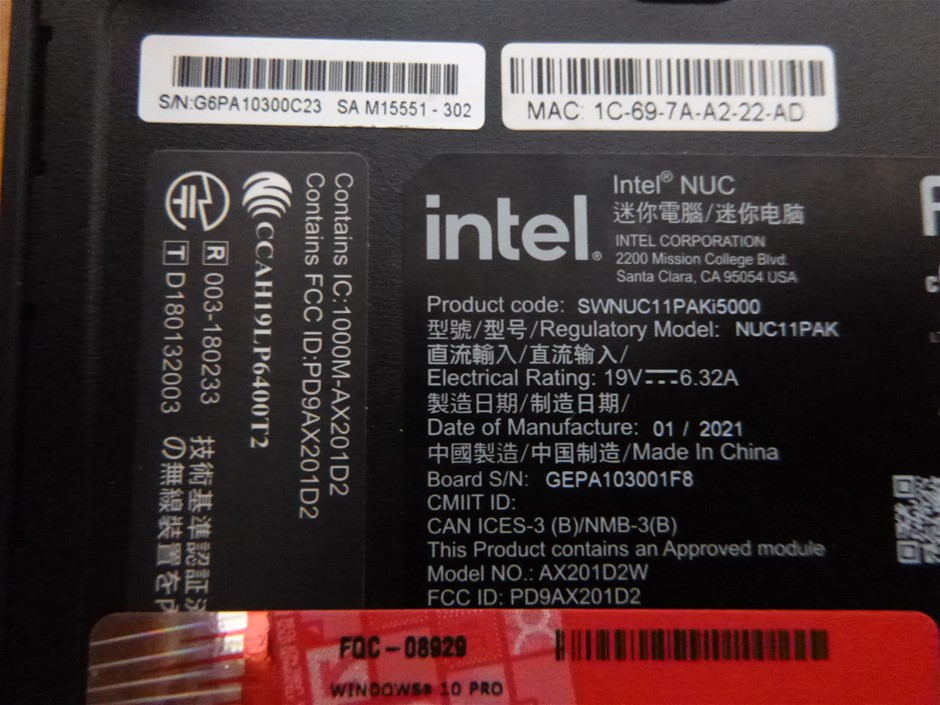 S/N:G6PA10300C23 SA M15551 - 302
MAC: 1C-69-7A-A2-22-AD
Contains IC:1000M-AX201D2
Contains FCC ID:PD9AX201D2
CCAH19LP6400T2
R 003-180233
T D180132003
技術基準認証済
の無線装置を内
intel®
Intel® NUC
迷你電腦/迷你电脑
INTEL CORPORATION
2200 Mission College Blvd.
Santa Clara, CA 95054 USA
Product code: SWNUC11PAKi5000
型號/型号/Regulatory Model: NUC11PAK
直流輸入/直流输入/
Electrical Rating: 19V⎓6.32A
製造日期/制造日期/
Date of Manufacture: 01 / 2021
中國製造/中国制造/Made In China
Board S/N: GEPA103001F8
CMIIT ID:
CAN ICES-3 (B)/NMB-3(B)
This Product contains an Approved module
Model NO.: AX201D2W
FCC ID: PD9AX201D2
FQC-08929
WINDOWS® 10 PRO